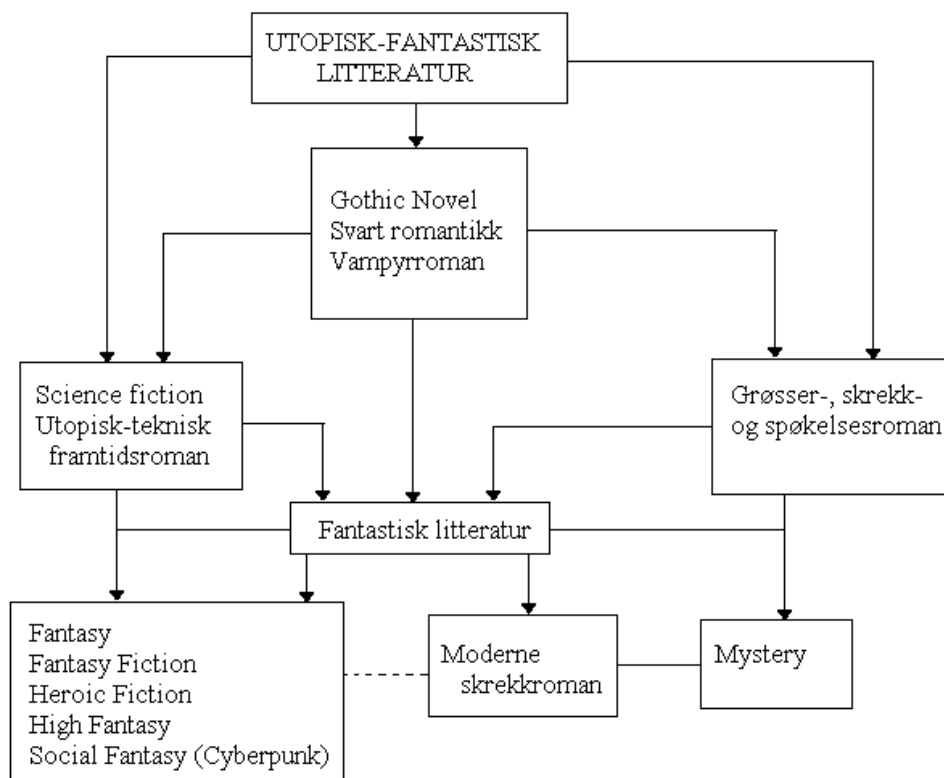 UTOPISK-FANTASTISK
LITTERATUR
Gothic Novel
Svart romantikk
Vampyrroman
Science fiction
Utopisk-teknisk
framtidsroman
Grøsser-, skrekk-
og spøkelsesroman
Fantastisk litteratur
Fantasy
Fantasy Fiction
Heroic Fiction
High Fantasy
Social Fantasy (Cyberpunk)
Moderne
skrekkroman
Mystery